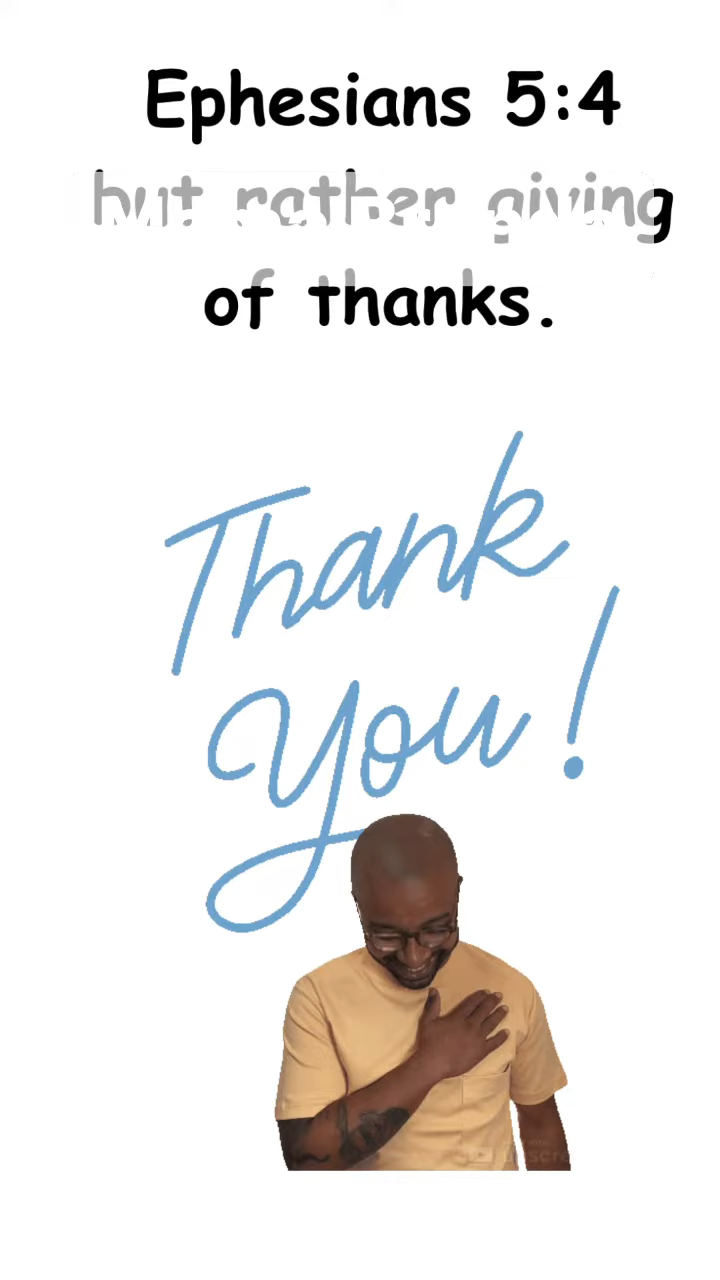 Ephesians 5:4
but rather giving
of thanks.
Thank
You!